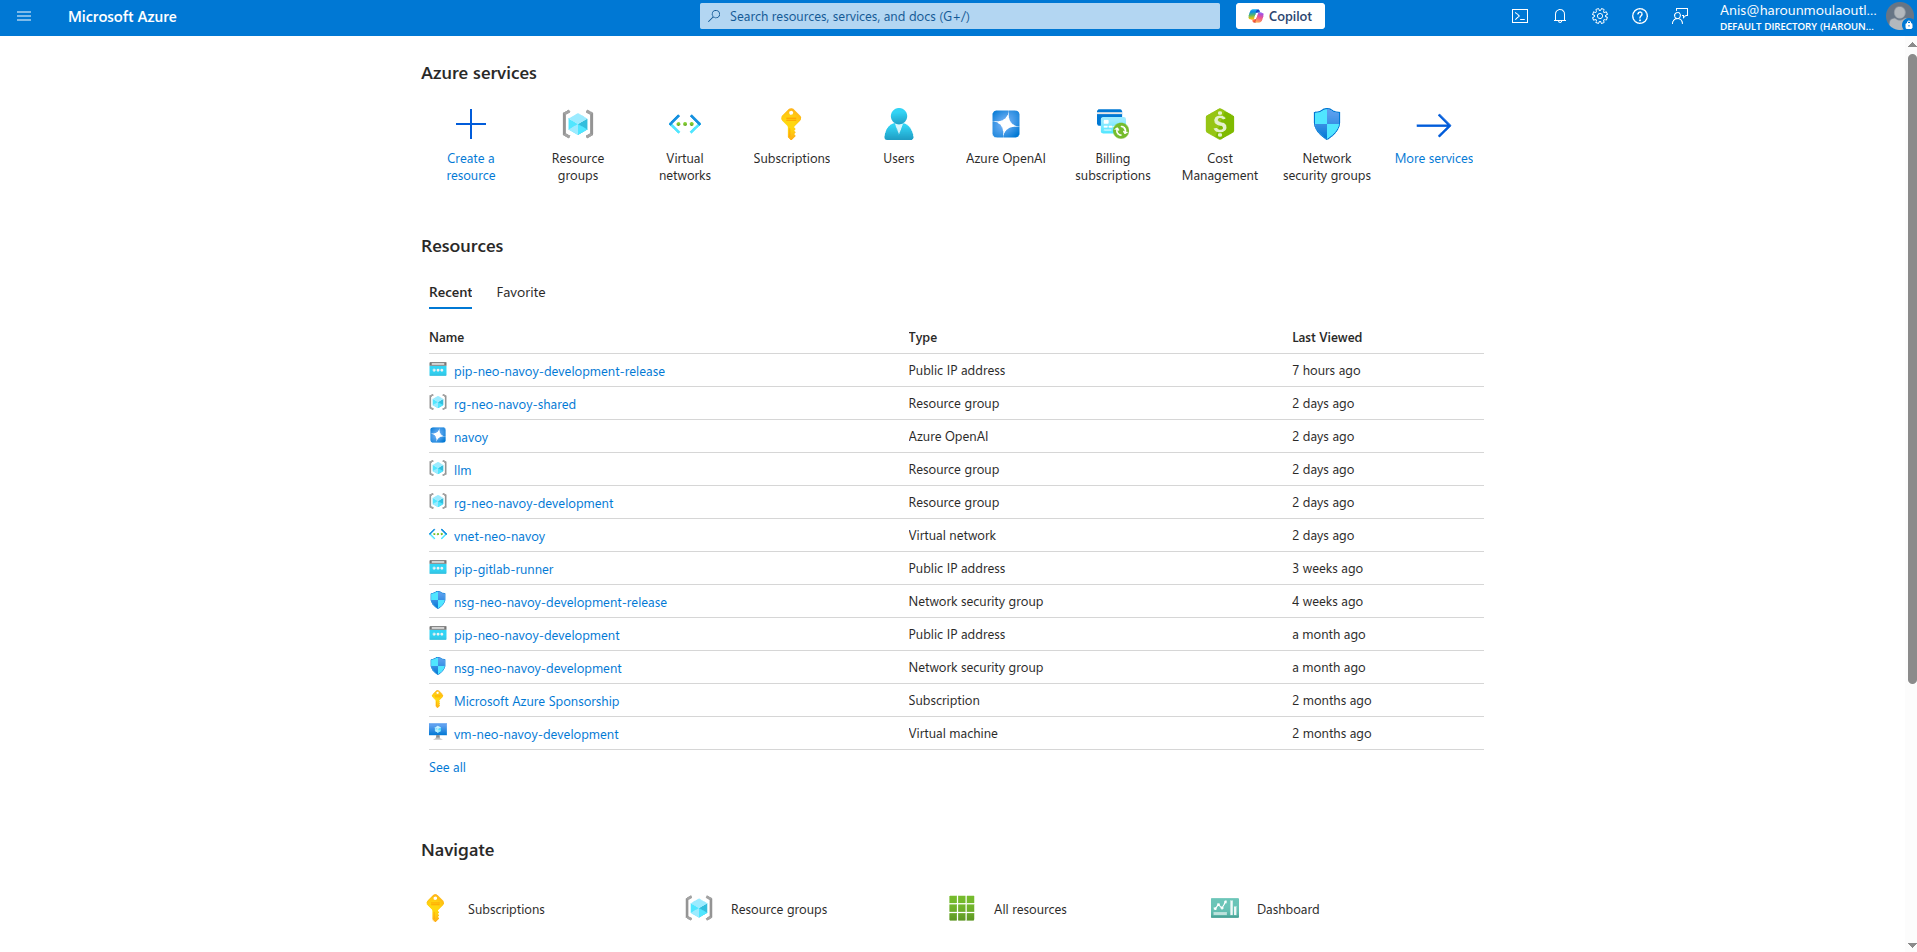 Microsoft Azure
Search resources, services, and docs (G+/)
Copilot
Anis@harounmoulaoutl...
DEFAULT DIRECTORY (HAROUN...
Azure services
Create a
resource
Resource
groups
Virtual
networks
Subscriptions
Users
Azure OpenAI
Billing
subscriptions
Cost
Management
Network
security groups
More services
Resources
Recent Favorite
Name Type Last Viewed
pip-neo-navoy-development-release Public IP address 7 hours ago
rg-neo-navoy-shared Resource group 2 days ago
navoy Azure OpenAI 2 days ago
llm Resource group 2 days ago
rg-neo-navoy-development Resource group 2 days ago
vnet-neo-navoy Virtual network 2 days ago
pip-gitlab-runner Public IP address 3 weeks ago
nsg-neo-navoy-development-release Network security group 4 weeks ago
pip-neo-navoy-development Public IP address a month ago
nsg-neo-navoy-development Network security group a month ago
Microsoft Azure Sponsorship Subscription 2 months ago
vm-neo-navoy-development Virtual machine 2 months ago
See all
Navigate
Subscriptions Resource groups All resources Dashboard